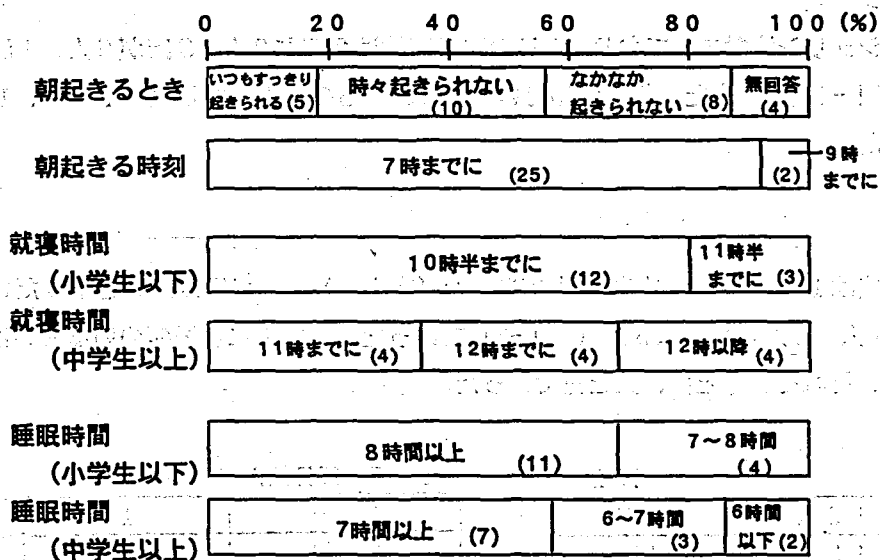 0 20 40 60 80 100 (%)
朝起きるとき
いつもすっきり
起きられる(5)
時々起きられない
(10)
なかなか
起きられない (8)
無回答
(4)
朝起きる時刻
7時までに (25)
(2)
9時
までに
就寝時間
(小学生以下)
10時半までに (12)
11時半
までに (3)
就寝時間
(中学生以上)
11時までに (4)
12時までに (4)
12時以降 (4)
睡眠時間
(小学生以下)
8時間以上 (11)
7~8時間
(4)
睡眠時間
(中学生以上)
7時間以上 (7)
6~7時間
(3)
6時間
以下(2)